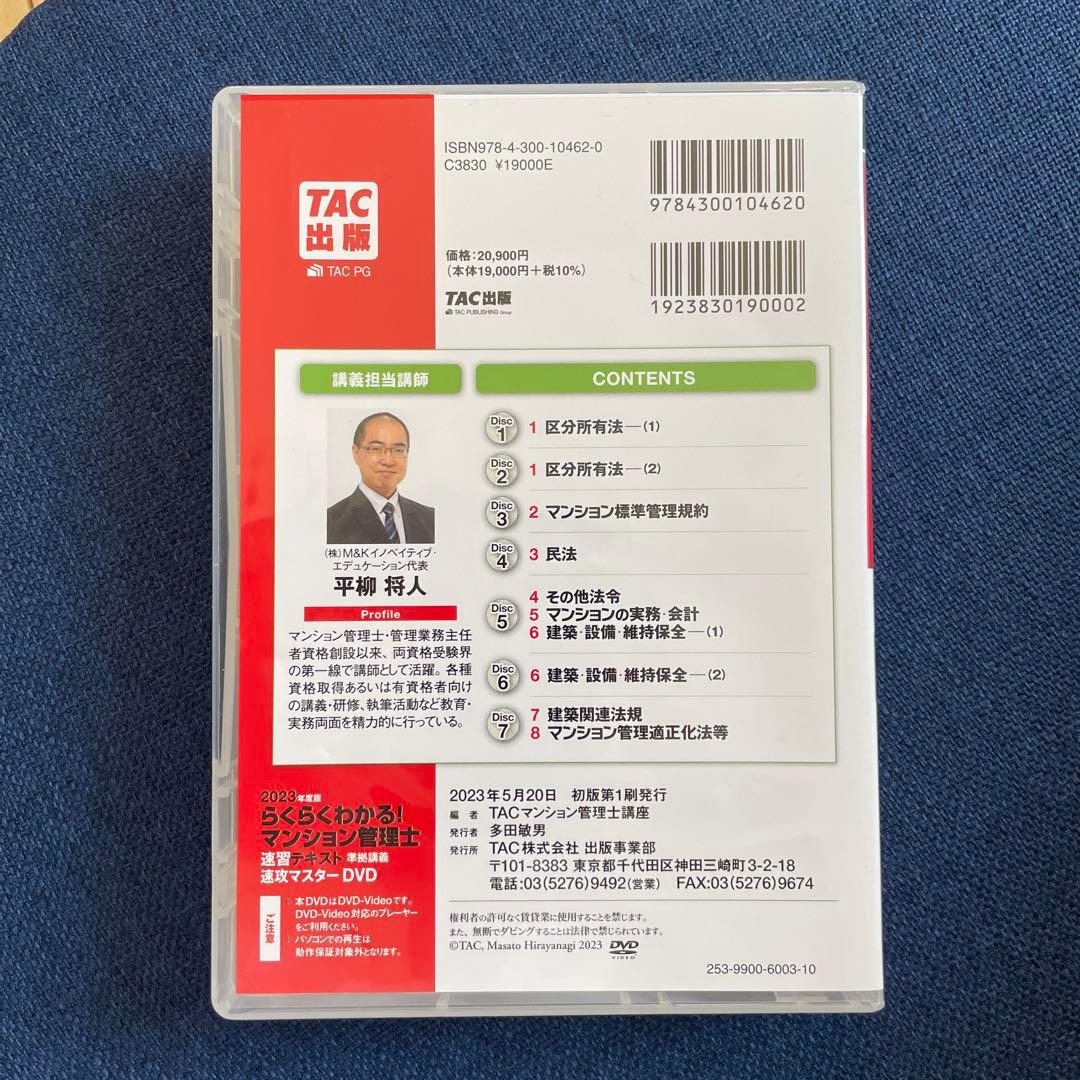 TAC
出版
TAC PG
ISBN978-4-300-10462-0
C3830 ¥19000E
9784300104620
価格：20,900円
（本体19,000円＋税10％）
TAC出版
TAC PUBLISHING Group
1923830190002
講義担当講師
（株）M&Kイノベイティブ・
エデュケーション代表
平柳 将人
Profile
マンション管理士・管理業務主任
者資格創設以来、両資格受験界
の第一線で講師として活躍。各種
資格取得あるいは有資格者向け
の講義・研修、執筆活動など教育・
実務両面を精力的に行っている。
CONTENTS
Disc 1 1 区分所有法―(1)
Disc 2 1 区分所有法―(2)
Disc 3 2 マンション標準管理規約
Disc 4 3 民法
Disc 5 4 その他法令
5 マンションの実務・会計
6 建築・設備・維持保全―(1)
Disc 6 6 建築・設備・維持保全―(2)
Disc 7 7 建築関連法規
8 マンション管理適正化法等
2023年度版
らくらくわかる！
マンション管理士
速習テキスト 準拠講義
速攻マスターDVD
ご注意
本DVDはDVD-Videoです。
DVD-Video対応のプレーヤー
をご利用ください。
パソコンでの再生は
動作保証対象外となります。
2023年5月20日 初版第1刷発行
編者 TACマンション管理士講座
発行者 多田敏男
発行所 TAC株式会社 出版事業部
〒101-8383 東京都千代田区神田三崎町3-2-18
電話：03(5276)9492(営業) FAX:03(5276)9674
権利者の許可なく賃貸業に使用することを禁じます。
また、無断でダビングすることは法律で禁じられています。
©TAC, Masato Hirayanagi 2023 DVD VIDEO
253-9900-6003-10